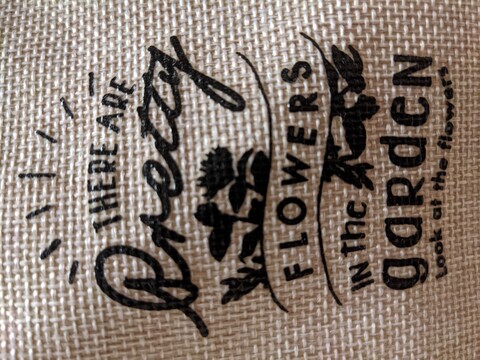 THERE ARE
Pretty
FLOWERS
IN The
gaRdeN
Look at the flowers